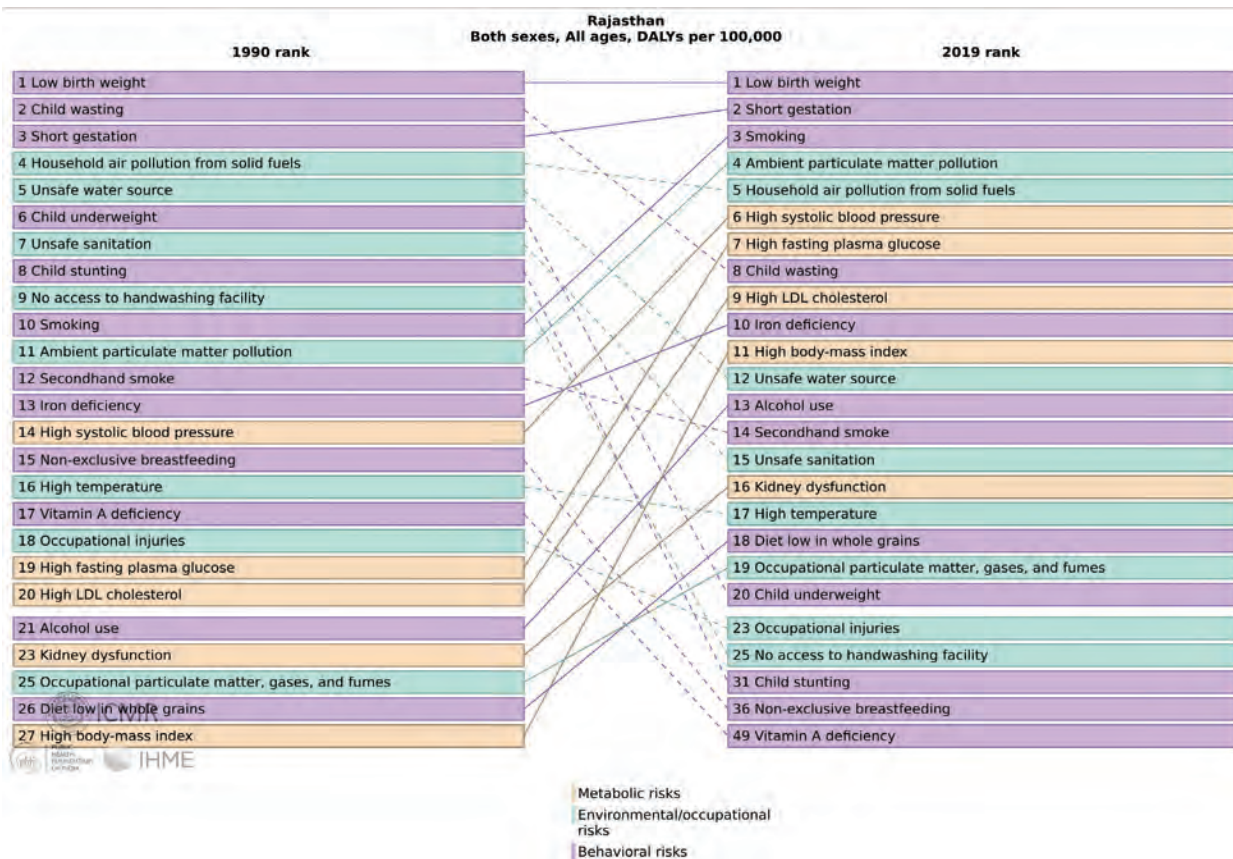 Rajasthan
Both sexes, All ages, DALYs per 100,000
1990 rank
2019 rank
1 Low birth weight
2 Child wasting
3 Short gestation
4 Household air pollution from solid fuels
5 Unsafe water source
6 Child underweight
7 Unsafe sanitation
8 Child stunting
9 No access to handwashing facility
10 Smoking
11 Ambient particulate matter pollution
12 Secondhand smoke
13 Iron deficiency
14 High systolic blood pressure
15 Non-exclusive breastfeeding
16 High temperature
17 Vitamin A deficiency
18 Occupational injuries
19 High fasting plasma glucose
20 High LDL cholesterol
21 Alcohol use
23 Kidney dysfunction
25 Occupational particulate matter, gases, and fumes
26 Diet low in whole grains
27 High body-mass index
1 Low birth weight
2 Short gestation
3 Smoking
4 Ambient particulate matter pollution
5 Household air pollution from solid fuels
6 High systolic blood pressure
7 High fasting plasma glucose
8 Child wasting
9 High LDL cholesterol
10 Iron deficiency
11 High body-mass index
12 Unsafe water source
13 Alcohol use
14 Secondhand smoke
15 Unsafe sanitation
16 Kidney dysfunction
17 High temperature
18 Diet low in whole grains
19 Occupational particulate matter, gases, and fumes
20 Child underweight
23 Occupational injuries
25 No access to handwashing facility
31 Child stunting
36 Non-exclusive breastfeeding
49 Vitamin A deficiency
ICMR
IHME
Metabolic risks
Environmental/occupational
risks
Behavioral risks